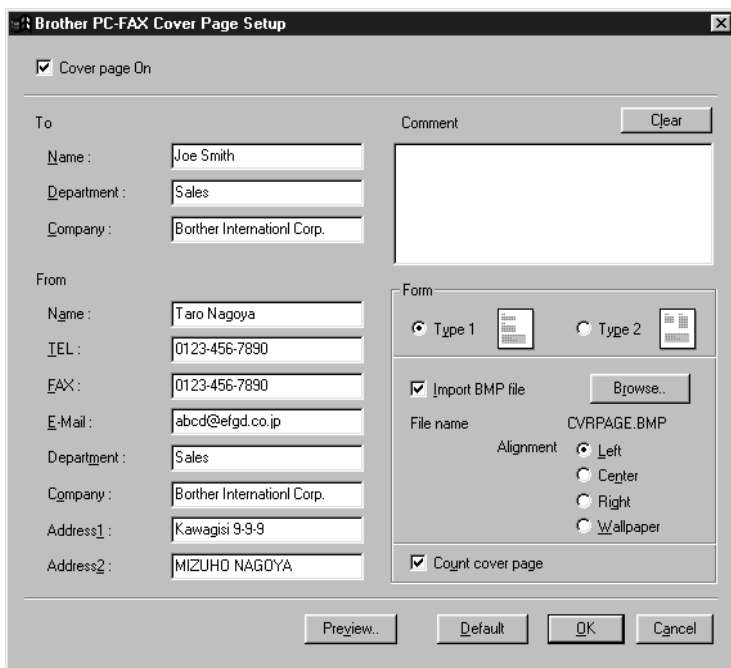 Brother PC-FAX Cover Page Setup
Cover page On
To
Name : Joe Smith
Department : Sales
Company : Borther Internationl Corp.
From
Name : Taro Nagoya
TEL : 0123-456-7890
FAX : 0123-456-7890
E-Mail : abcd@efgd.co.jp
Department : Sales
Company : Borther Internationl Corp.
Address1 : Kawagisi 9-9-9
Address2 : MIZUHO NAGOYA
Comment Clear
Form
Type 1 Type 2
Import BMP file Browse..
File name CVRPAGE.BMP
Alignment Left
Center
Right
Wallpaper
Count cover page
Preview.. Default OK Cancel